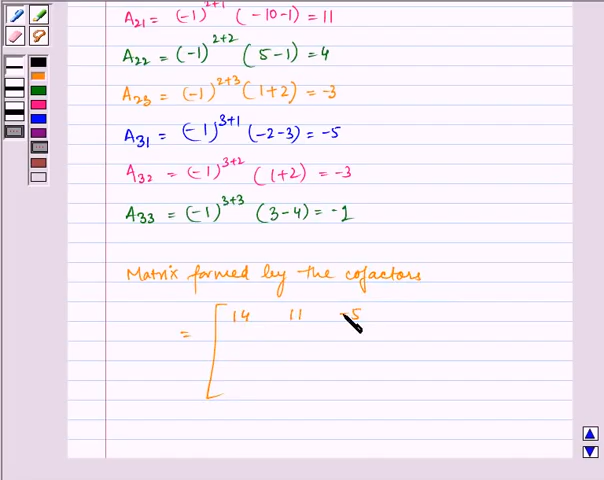 A₂₁ = (-1)²⁺¹ (-10-1) = 11
A₂₂ = (-1)²⁺² (5-1) = 4
A₂₃ = (-1)²⁺³ (1+2) = -3
A₃₁ = (-1)³⁺¹ (-2-3) = -5
A₃₂ = (-1)³⁺² (1+2) = -3
A₃₃ = (-1)³⁺³ (3-4) = -1
Matrix formed by the cofactors
= [ 14 11 -5